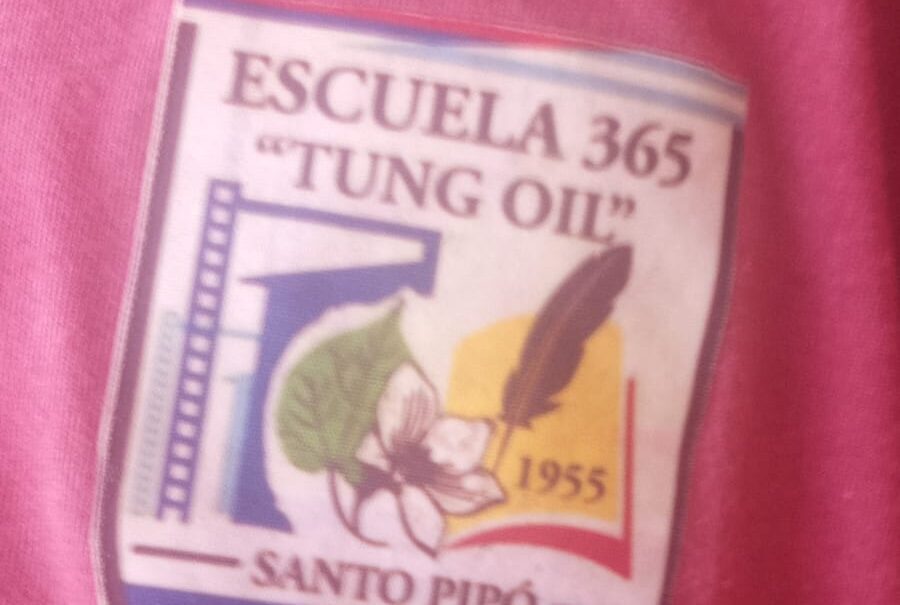 ESCUELA 365
“TUNG OIL”
1955
SANTO PIPÓ